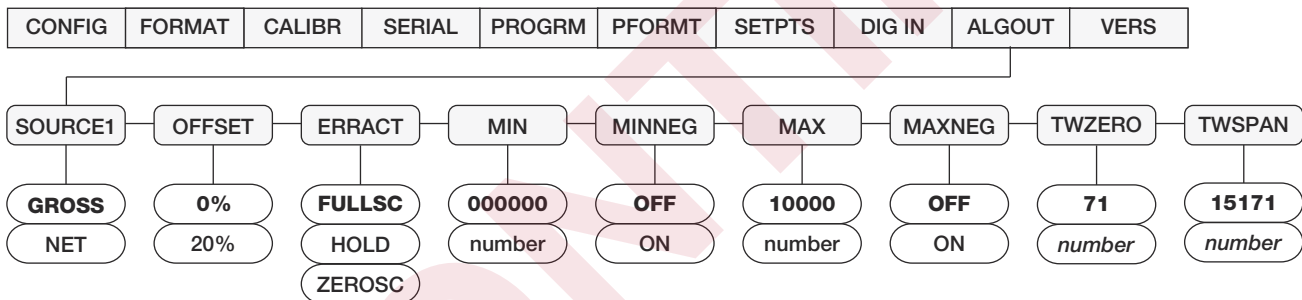 CONFIG FORMAT CALIBR SERIAL PROGRM PFORMT SETPTS DIG IN ALGOUT VERS
SOURCE1 OFFSET ERRACT MIN MINNEG MAX MAXNEG TWZERO TWSPAN
GROSS 0% FULLSC 000000 OFF 10000 OFF 71 15171
NET 20% HOLD number ON number ON number number
ZEROSC